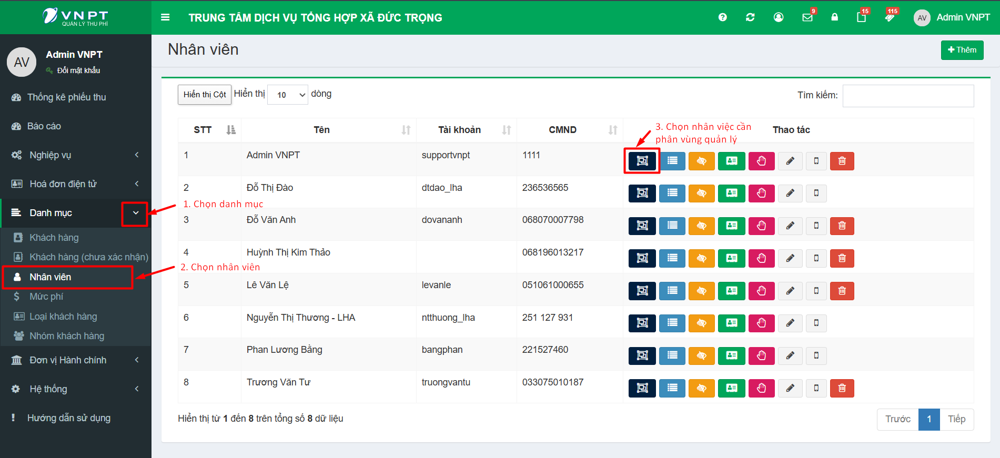 VNPT
QUẢN LÝ THU PHÍ
TRUNG TÂM DỊCH VỤ TỔNG HỢP XÃ ĐỨC TRỌNG
9
15
115
AV
Admin VNPT
AV
Admin VNPT
Đổi mật khẩu
Thống kê phiếu thu
Báo cáo
Nghiệp vụ
Hoá đơn điện tử
Danh mục
Khách hàng
Khách hàng (chưa xác nhận)
Nhân viên
Mức phí
Loại khách hàng
Nhóm khách hàng
Đơn vị Hành chính
Hệ thống
Hướng dẫn sử dụng
1. Chọn danh mục
2. Chọn nhân viên
Nhân viên
Thêm
Hiển thị Cột Hiển thị 10 dòng
Tìm kiếm:
STT Tên Tài khoản CMND Thao tác
3. Chọn nhân việc cần
phân vùng quản lý
1 Admin VNPT supportvnpt 1111
2 Đỗ Thị Đào dtdao_lha 236536565
3 Đỗ Văn Anh dovananh 068070007798
4 Huỳnh Thị Kim Thảo 068196013217
5 Lê Văn Lệ levanle 051061000655
6 Nguyễn Thị Thương - LHA ntthuong_lha 251 127 931
7 Phan Lương Bằng bangphan 221527460
8 Trương Văn Tư truongvantu 033075010187
Hiển thị từ 1 đến 8 trên tổng số 8 dữ liệu
Trước 1 Tiếp